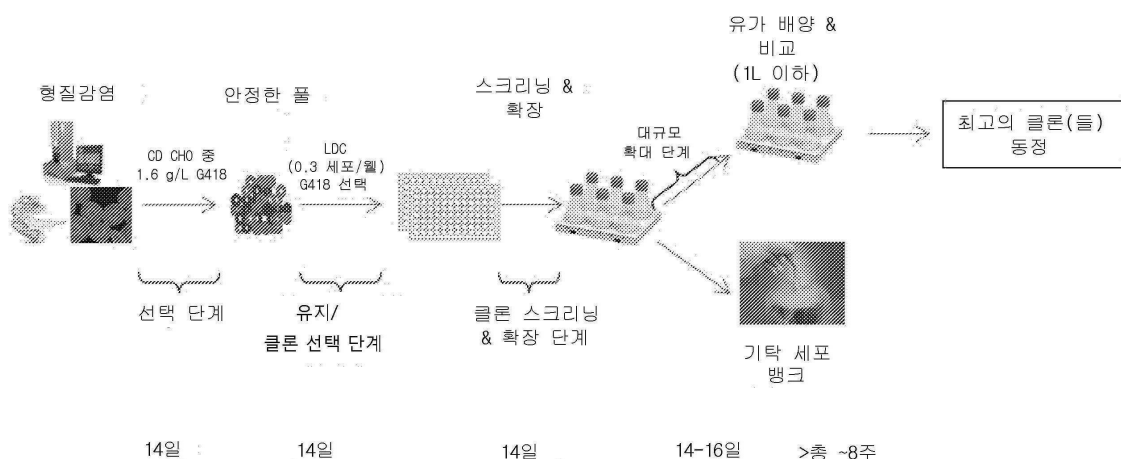 형질감염
안정한 풀
스크리닝 &
확장
유가 배양 &
비교
(1L 이하)
CD CHO 중
1.6 g/L G418
LDC
(0.3 세포/웰)
G418 선택
대규모
확대 단계
최고의 클론(들)
동정
선택 단계
유지/
클론 선택 단계
클론 스크리닝
& 확장 단계
기탁 세포
뱅크
14일
14일
14일
14-16일
>총 ~8주